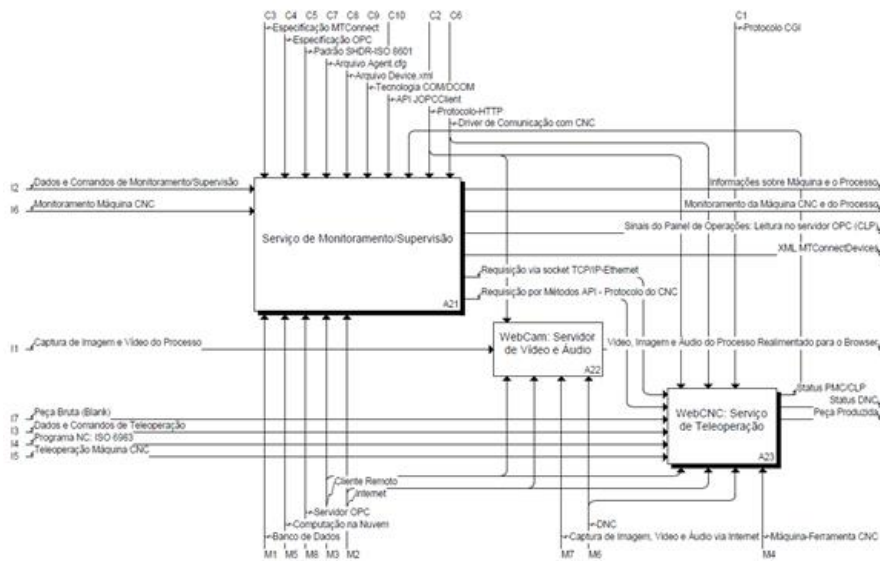 C3 C4 C5 C7 C8 C9 C10 C2 C6 C1
Especificação MTConnect
Protocolo CGI
Especificação OPC
Padrão SHDR-ISO 8601
Arquivo Agent.cfg
Arquivo Device.xml
Tecnologia COM/DCOM
API JOPCClient
Protocolo-HTTP
Driver de Comunicação com CNC
I2 Dados e Comandos de Monitoramento/Supervisão
Informações sobre Máquina e o Processo
I6 Monitoramento Máquina CNC
Monitoramento da Máquina CNC e do Processo
Serviço de Monitoramento/Supervisão
Sinais do Painel de Operações: Leitura no servidor OPC (CLP)
XML MTConnectDevices
Requisição via socket TCP/IP-Ethernet
Requisição por Métodos API - Protocolo do CNC
A21
I1 Captura de Imagem e Vídeo do Processo
WebCam: Servidor
de Vídeo e Áudio
A22
Vídeo, Imagem e Áudio do Processo Realimentado para o Browser
Status PMC/CLP
Status DNC
Peça Produzida
WebCNC: Serviço
de Teleoperação
A23
I7 Peça Bruta (Blank)
I3 Dados e Comandos de Teleoperação
I4 Programa NC: ISO 6983
I5 Teleoperação Máquina CNC
Cliente Remoto
Internet
Servidor OPC
Computação na Nuvem
DNC
Banco de Dados
Captura de Imagem, Vídeo e Áudio via Internet
Máquina-Ferramenta CNC
M1 M5 M8 M3 M2 M7 M6 M4